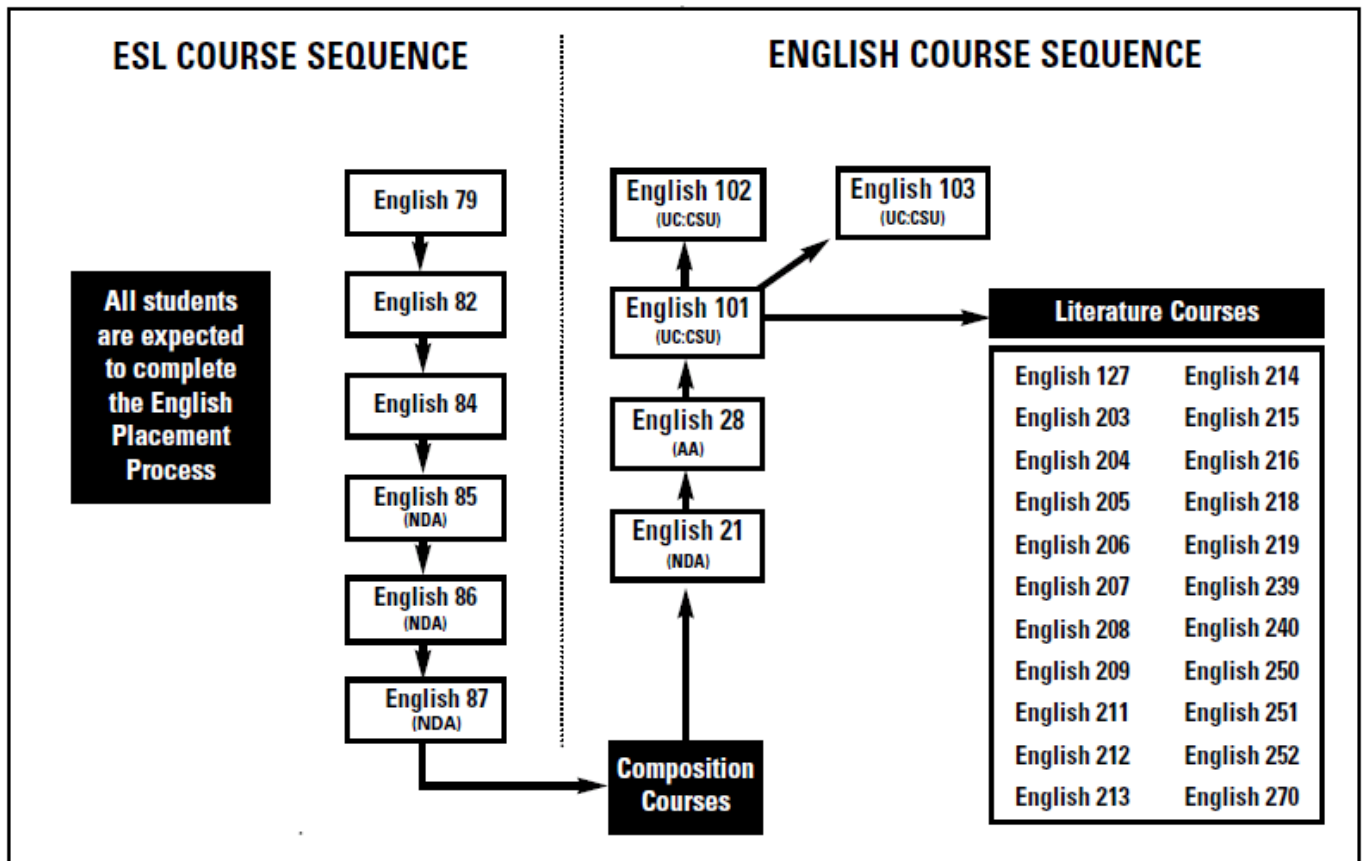 ESL COURSE SEQUENCE
All students
are expected
to complete
the English
Placement
Process
English 79
English 82
English 84
English 85
(NDA)
English 86
(NDA)
English 87
(NDA)
ENGLISH COURSE SEQUENCE
English 102
(UC:CSU)
English 103
(UC:CSU)
English 101
(UC:CSU)
English 28
(AA)
English 21
(NDA)
Composition
Courses
Literature Courses
English 127
English 203
English 204
English 205
English 206
English 207
English 208
English 209
English 211
English 212
English 213
English 214
English 215
English 216
English 218
English 219
English 239
English 240
English 250
English 251
English 252
English 270